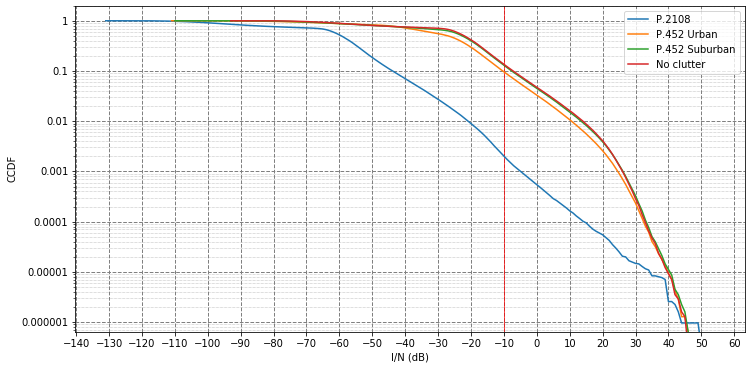 1
0.1
0.01
0.001
0.0001
0.00001
0.000001
CCDF
P.2108
P.452 Urban
P.452 Suburban
No clutter
−140 −130 −120 −110 −100 −90 −80 −70 −60 −50 −40 −30 −20 −10 0 10 20 30 40 50 60
I/N (dB)